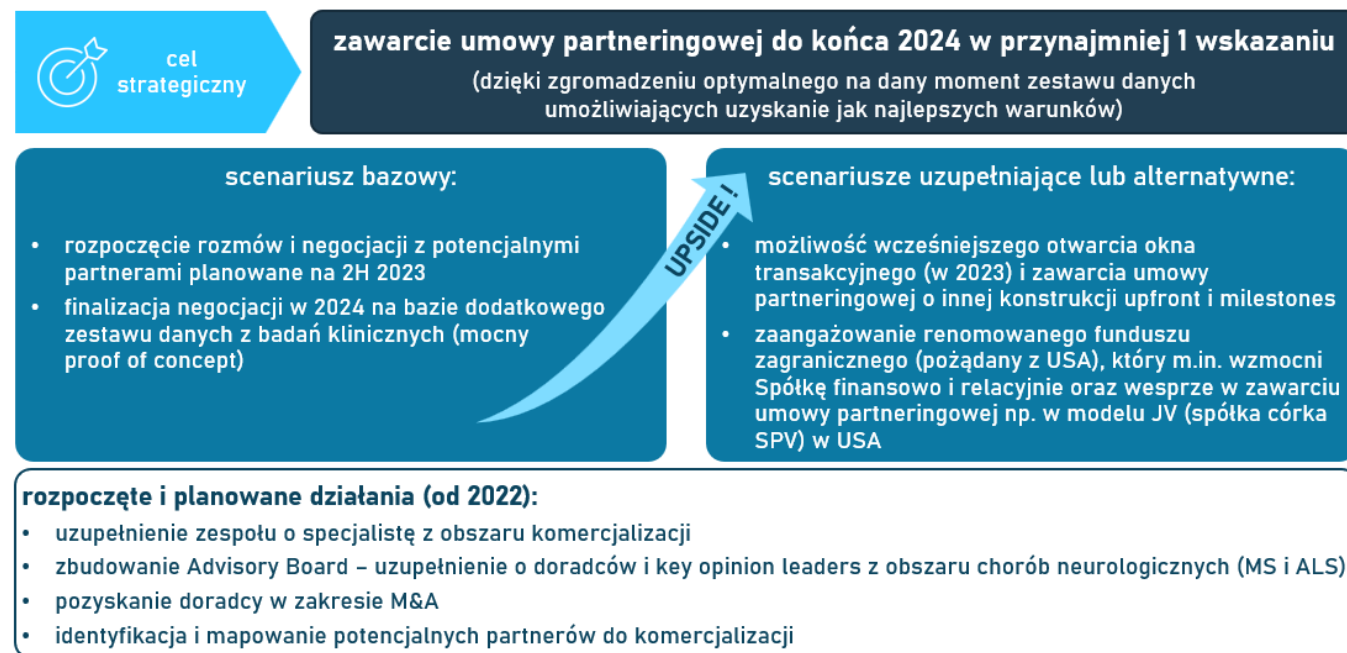 cel
strategiczny
zawarcie umowy partneringowej do końca 2024 w przynajmniej 1 wskazaniu
(dzięki zgromadzeniu optymalnego na dany moment zestawu danych
umożliwiających uzyskanie jak najlepszych warunków)
scenariusz bazowy:
• rozpoczęcie rozmów i negocjacji z potencjalnymi
partnerami planowane na 2H 2023
• finalizacja negocjacji w 2024 na bazie dodatkowego
zestawu danych z badań klinicznych (mocny
proof of concept)
UPSIDE !
scenariusze uzupełniające lub alternatywne:
• możliwość wcześniejszego otwarcia okna
transakcyjnego (w 2023) i zawarcia umowy
partneringowej o innej konstrukcji upfront i milestones
• zaangażowanie renomowanego funduszu
zagranicznego (pożądany z USA), który m.in. wzmocni
Spółkę finansowo i relacyjnie oraz wesprze w zawarciu
umowy partneringowej np. w modelu JV (spółka córka
SPV) w USA
rozpoczęte i planowane działania (od 2022):
• uzupełnienie zespołu o specjalistę z obszaru komercjalizacji
• zbudowanie Advisory Board – uzupełnienie o doradców i key opinion leaders z obszaru chorób neurologicznych (MS i ALS)
• pozyskanie doradcy w zakresie M&A
• identyfikacja i mapowanie potencjalnych partnerów do komercjalizacji